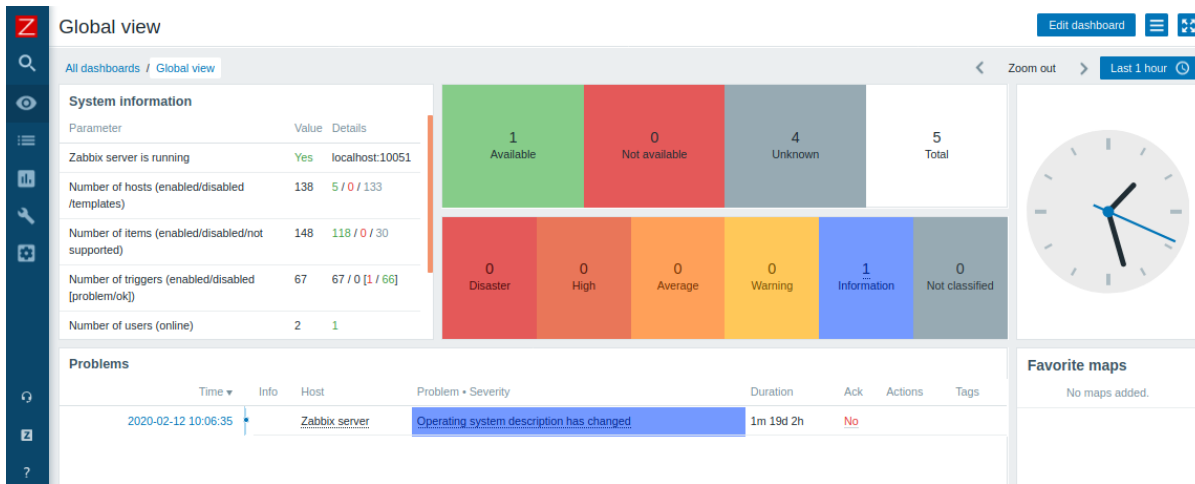 Z
Global view
Edit dashboard
All dashboards / Global view
Zoom out
Last 1 hour
System information
Parameter Value Details
Zabbix server is running Yes localhost:10051
Number of hosts (enabled/disabled
/templates) 138 5 / 0 / 133
Number of items (enabled/disabled/not
supported) 148 118 / 0 / 30
Number of triggers (enabled/disabled
[problem/ok]) 67 67 / 0 [1 / 66]
Number of users (online) 2 1
1
Available
0
Not available
4
Unknown
5
Total
0
Disaster
0
High
0
Average
0
Warning
1
Information
0
Not classified
Problems
Time Info Host Problem • Severity Duration Ack Actions Tags
2020-02-12 10:06:35 Zabbix server Operating system description has changed 1m 19d 2h No
Favorite maps
No maps added.
Z
?